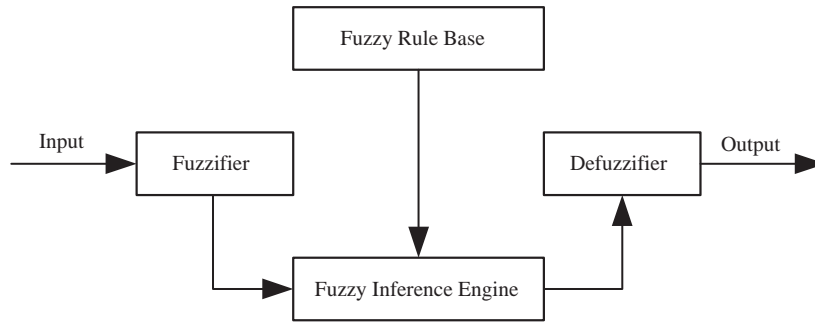 Fuzzy Rule Base
Input
Fuzzifier
Defuzzifier
Output
Fuzzy Inference Engine